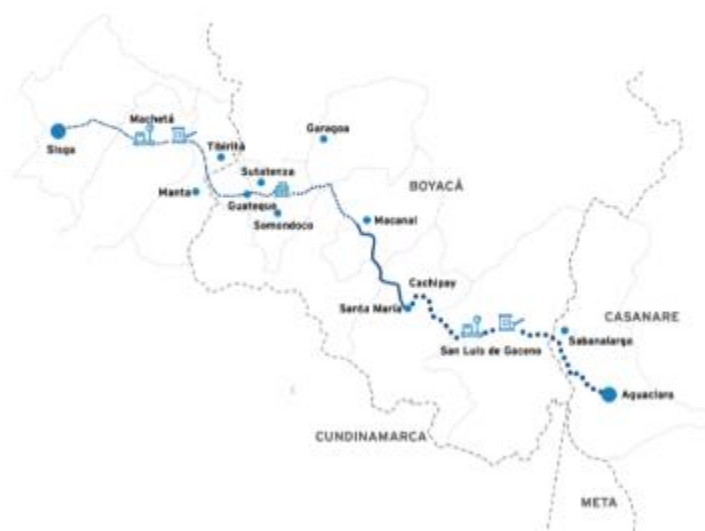 Machetá
Sisga
Tibirita
Garagoa
Sutatenza
Manta
Guateque
Somondoco
BOYACÁ
Macanal
Cachipay
Santa María
CASANARE
Sabanalarga
San Luis de Gaceno
Aguaclara
CUNDINAMARCA
META